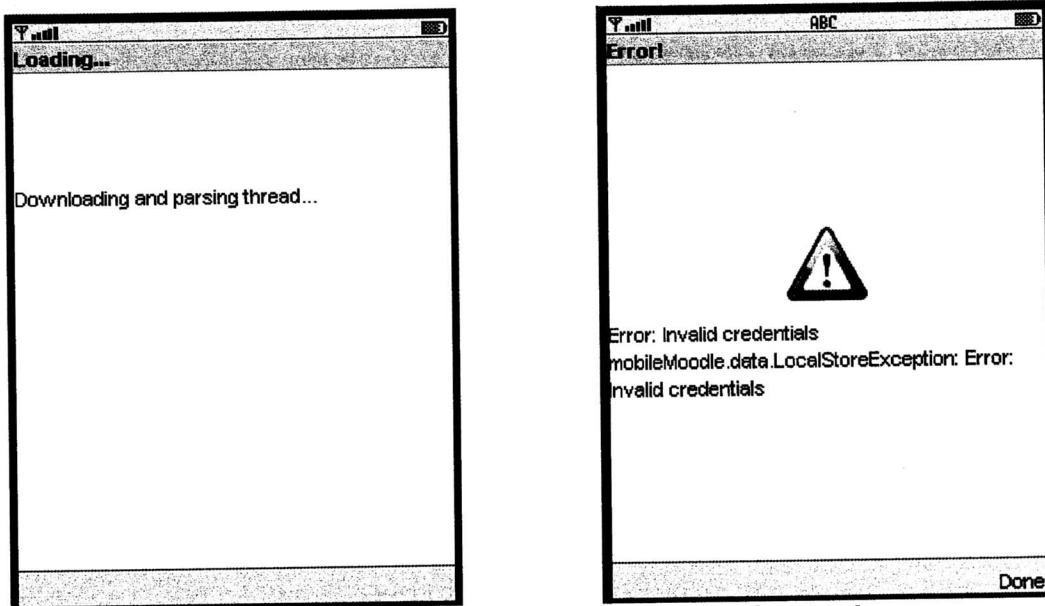 Loading...
Downloading and parsing thread...
ABC
Error!
Error: Invalid credentials
mobileMoodle.data.LocalStoreException: Error:
Invalid credentials
Done